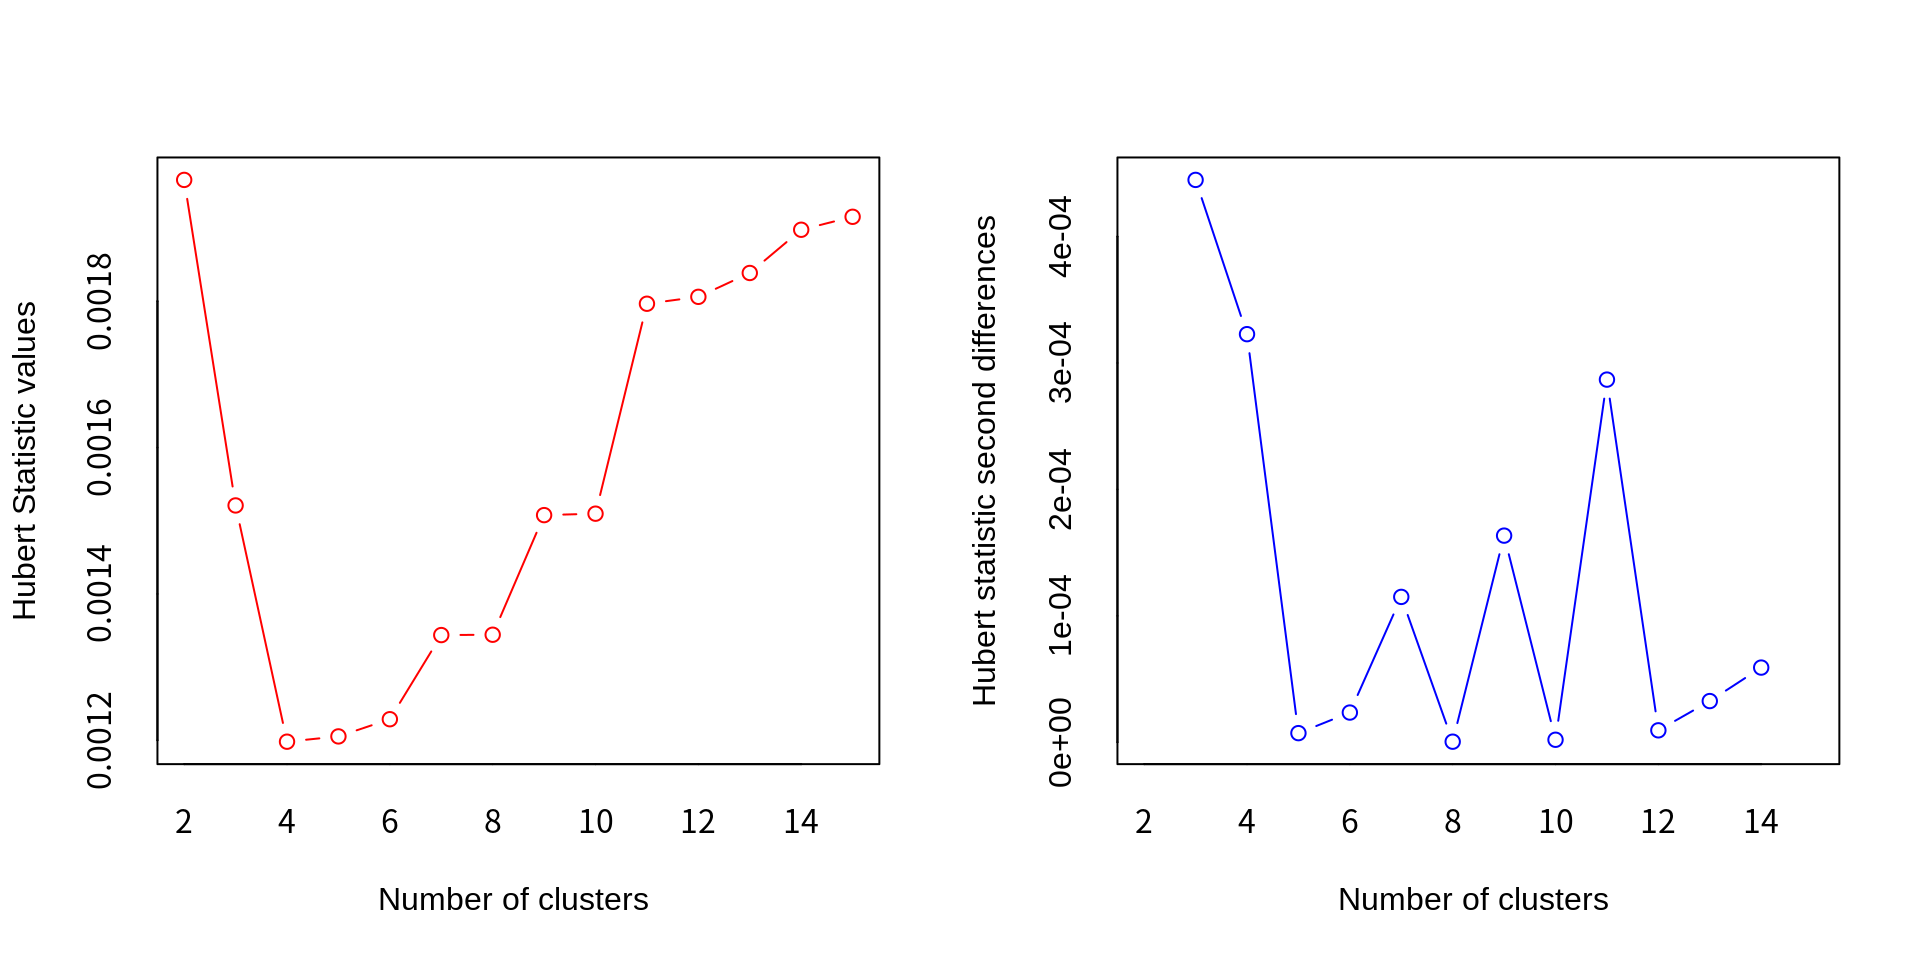 Hubert Statistic values
0.0012 0.0014 0.0016 0.0018
2 4 6 8 10 12 14
Number of clusters
Hubert statistic second differences
0e+00 1e-04 2e-04 3e-04 4e-04
2 4 6 8 10 12 14
Number of clusters